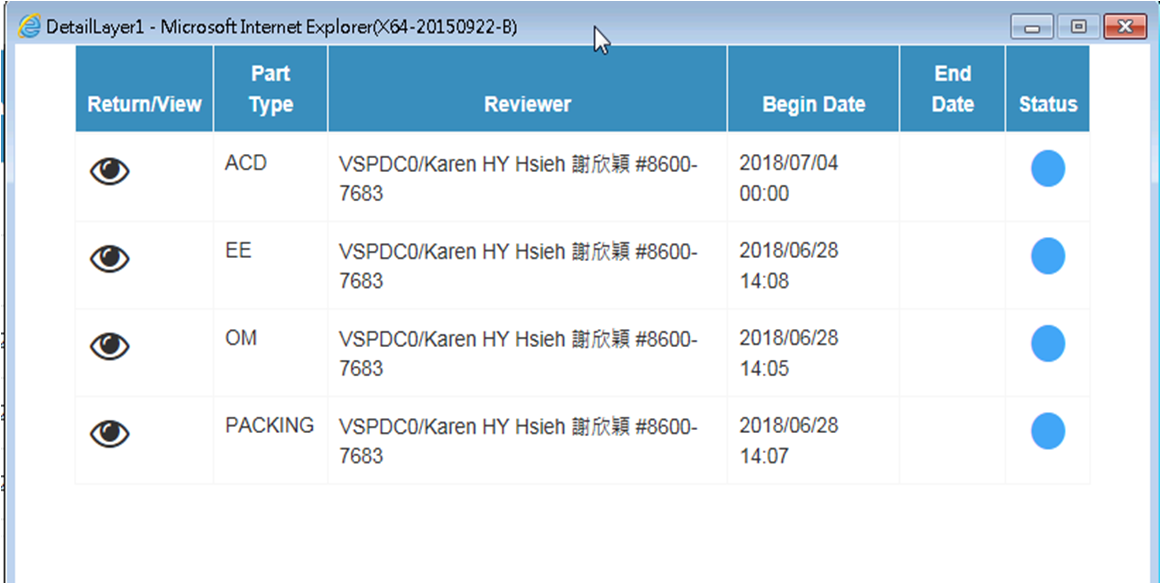 DetailLayer1 - Microsoft Internet Explorer(X64-20150922-B)
Return/View Part Type Reviewer Begin Date End Date Status
ACD VSPDC0/Karen HY Hsieh 謝欣穎 #8600-
7683 2018/07/04
00:00
EE VSPDC0/Karen HY Hsieh 謝欣穎 #8600-
7683 2018/06/28
14:08
OM VSPDC0/Karen HY Hsieh 謝欣穎 #8600-
7683 2018/06/28
14:05
PACKING VSPDC0/Karen HY Hsieh 謝欣穎 #8600-
7683 2018/06/28
14:07